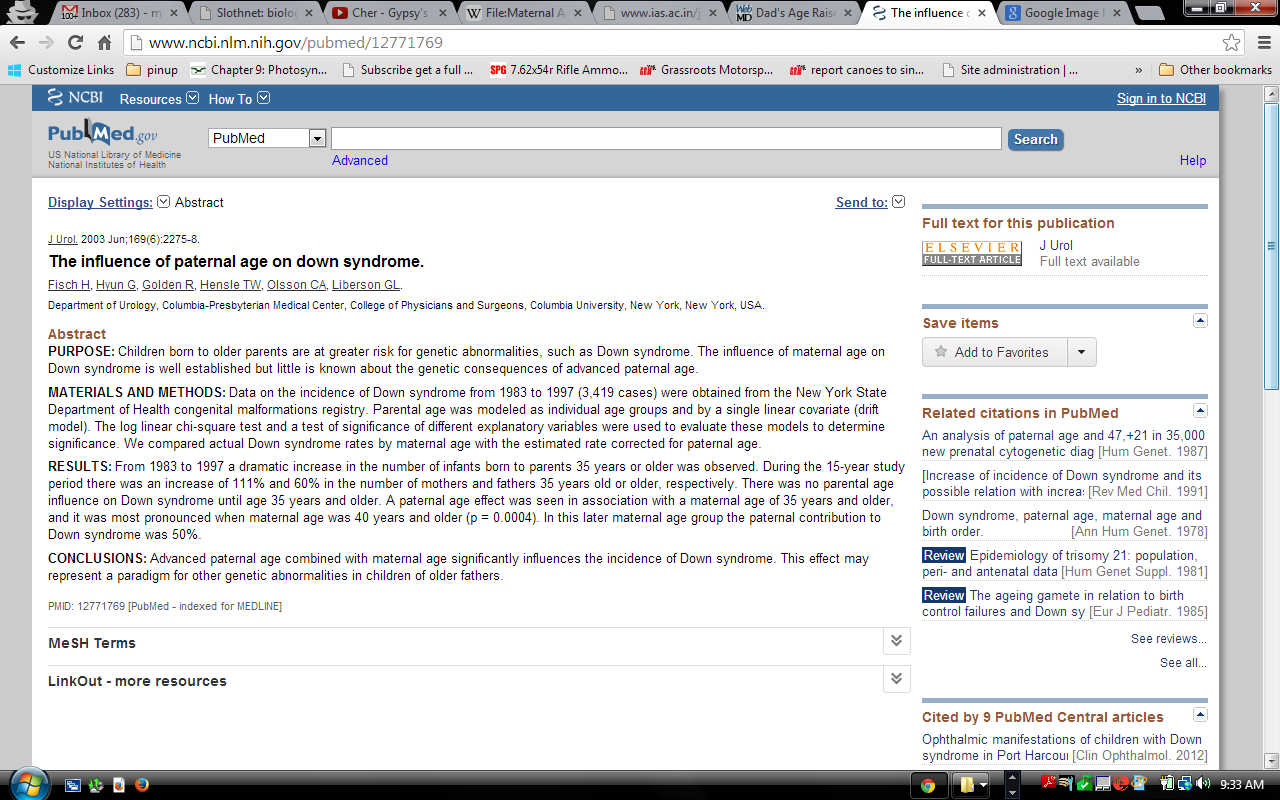 Inbox (283) - m
Slothnet: biolog
Cher - Gypsy's
File:Maternal A
www.ias.ac.in/j
Dad's Age Raise
The influence o
Google Image
www.ncbi.nlm.nih.gov/pubmed/12771769
Customize Links pinup Chapter 9: Photosyn... Subscribe get a full ... SPG 7.62x54r Rifle Ammo... Grassroots Motorsp... report canoes to sin... Site administration | ... » Other bookmarks
NCBI Resources How To Sign in to NCBI
PubMed.gov
US National Library of Medicine
National Institutes of Health
PubMed
Search
Advanced
Help
Display Settings: Abstract
Send to:
J Urol. 2003 Jun;169(6):2275-8.
The influence of paternal age on down syndrome.
Fisch H, Hyun G, Golden R, Hensle TW, Olsson CA, Liberson GL.
Department of Urology, Columbia-Presbyterian Medical Center, College of Physicians and Surgeons, Columbia University, New York, New York, USA.
Abstract
PURPOSE: Children born to older parents are at greater risk for genetic abnormalities, such as Down syndrome. The influence of maternal age on
Down syndrome is well established but little is known about the genetic consequences of advanced paternal age.
MATERIALS AND METHODS: Data on the incidence of Down syndrome from 1983 to 1997 (3,419 cases) were obtained from the New York State
Department of Health congenital malformations registry. Parental age was modeled as individual age groups and by a single linear covariate (drift
model). The log linear chi-square test and a test of significance of different explanatory variables were used to evaluate these models to determine
significance. We compared actual Down syndrome rates by maternal age with the estimated rate corrected for paternal age.
RESULTS: From 1983 to 1997 a dramatic increase in the number of infants born to parents 35 years or older was observed. During the 15-year study
period there was an increase of 111% and 60% in the number of mothers and fathers 35 years old or older, respectively. There was no parental age
influence on Down syndrome until age 35 years and older. A paternal age effect was seen in association with a maternal age of 35 years and older,
and it was most pronounced when maternal age was 40 years and older (p = 0.0004). In this later maternal age group the paternal contribution to
Down syndrome was 50%.
CONCLUSIONS: Advanced paternal age combined with maternal age significantly influences the incidence of Down syndrome. This effect may
represent a paradigm for other genetic abnormalities in children of older fathers.
PMID: 12771769 [PubMed - indexed for MEDLINE]
MeSH Terms
LinkOut - more resources
Full text for this publication
ELSEVIER
FULL-TEXT ARTICLE
J Urol
Full text available
Save items
Add to Favorites
Related citations in PubMed
An analysis of paternal age and 47,+21 in 35,000
new prenatal cytogenetic diag [Hum Genet. 1987]
[Increase of incidence of Down syndrome and its
possible relation with increa: [Rev Med Chil. 1991]
Down syndrome, paternal age, maternal age and
birth order. [Ann Hum Genet. 1978]
Review Epidemiology of trisomy 21: population,
peri- and antenatal data [Hum Genet Suppl. 1981]
Review The ageing gamete in relation to birth
control failures and Down sy [Eur J Pediatr. 1985]
See reviews...
See all...
Cited by 9 PubMed Central articles
Ophthalmic manifestations of children with Down
syndrome in Port Harcour [Clin Ophthalmol. 2012]
9:33 AM